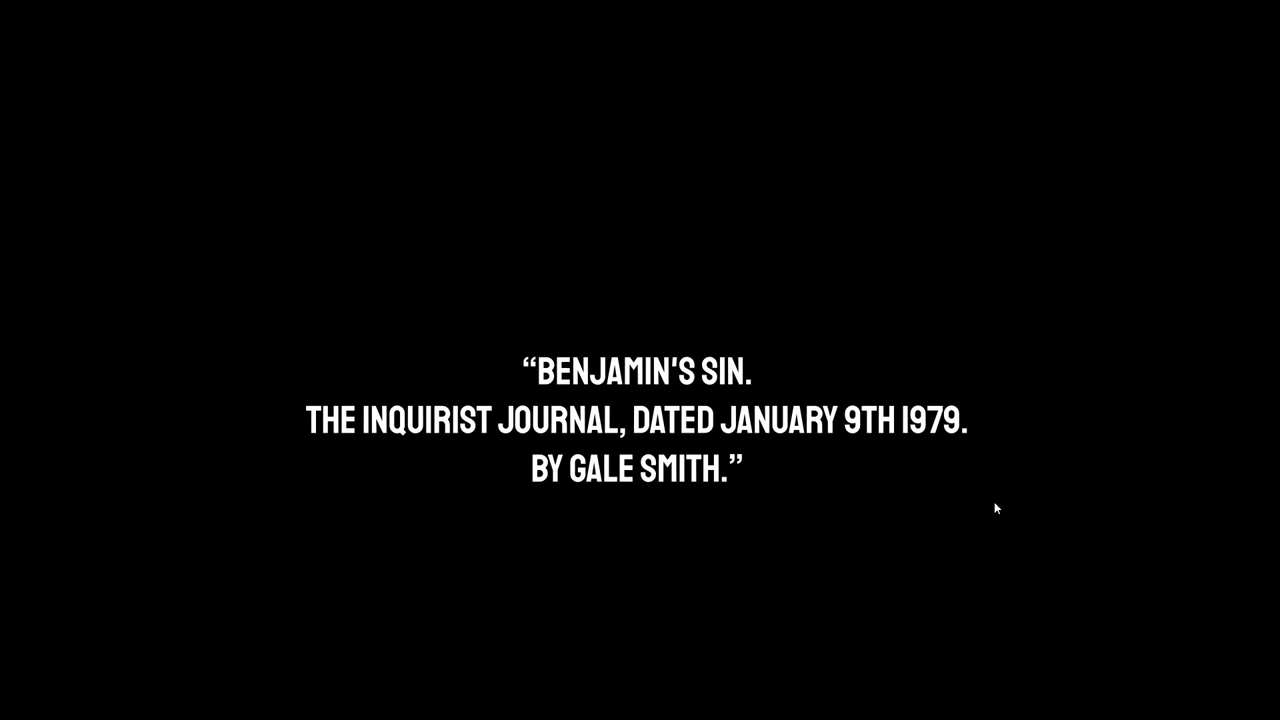 “BENJAMIN'S SIN.
THE INQUIRIST JOURNAL, DATED JANUARY 9TH 1979.
BY GALE SMITH.”